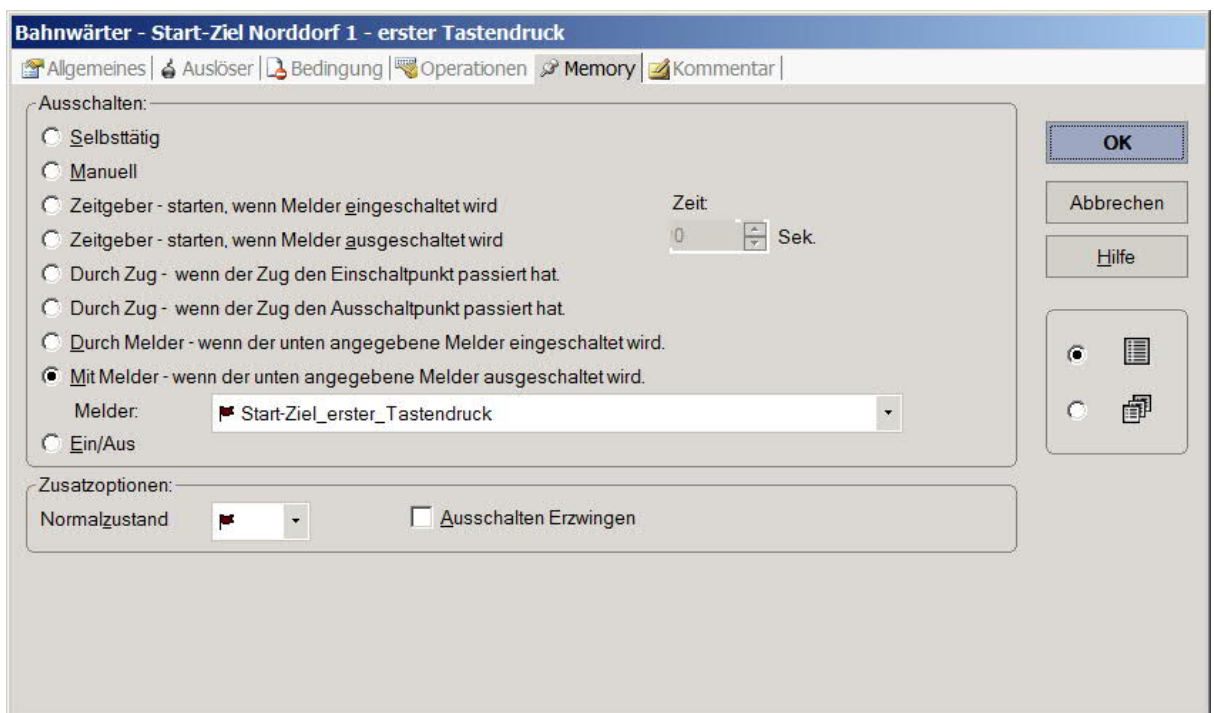 Bahnwärter - Start-Ziel Norddorf 1 - erster Tastendruck
Allgemeines Auslöser Bedingung Operationen Memory Kommentar
Ausschalten:
Selbsttätig
Manuell
Zeitgeber - starten, wenn Melder eingeschaltet wird
Zeit:
Zeitgeber - starten, wenn Melder ausgeschaltet wird
0 Sek.
Durch Zug - wenn der Zug den Einschaltpunkt passiert hat.
Durch Zug - wenn der Zug den Ausschaltpunkt passiert hat.
Durch Melder - wenn der unten angegebene Melder eingeschaltet wird.
Mit Melder - wenn der unten angegebene Melder ausgeschaltet wird.
Melder: Start-Ziel_erster_Tastendruck
Ein/Aus
Zusatzoptionen:
Normalzustand
Ausschalten Erzwingen
OK
Abbrechen
Hilfe